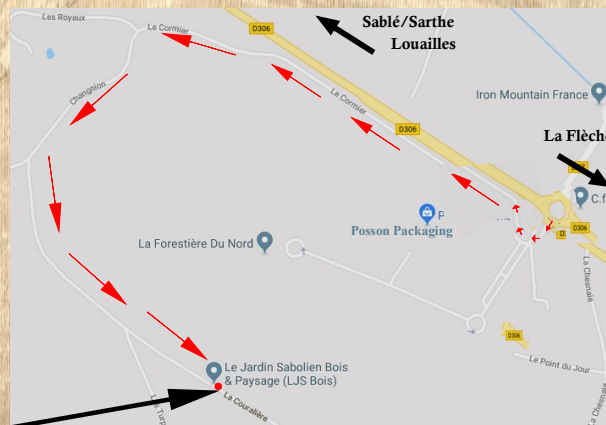 Les Royaux
Le Cormier
D306
Sablé/Sarthe
Louailles
Changnion
Le Cormier
Iron Mountain France
D306
La Flèche
C.f
P
Posson Packaging
D
D306
La Forestière Du Nord
La Chesnaie
D306
Le Point du Jour
Le Jardin Sabolien Bois
& Paysage (LJS Bois)
La Couralière
La Chesnaie